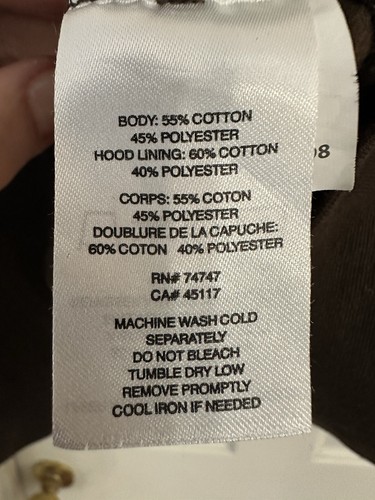 BODY: 55% COTTON
45% POLYESTER
HOOD LINING: 60% COTTON
40% POLYESTER
CORPS: 55% COTON
45% POLYESTER
DOUBLURE DE LA CAPUCHE:
60% COTON 40% POLYESTER
RN# 74747
CA# 45117
MACHINE WASH COLD
SEPARATELY
DO NOT BLEACH
TUMBLE DRY LOW
REMOVE PROMPTLY
COOL IRON IF NEEDED
08